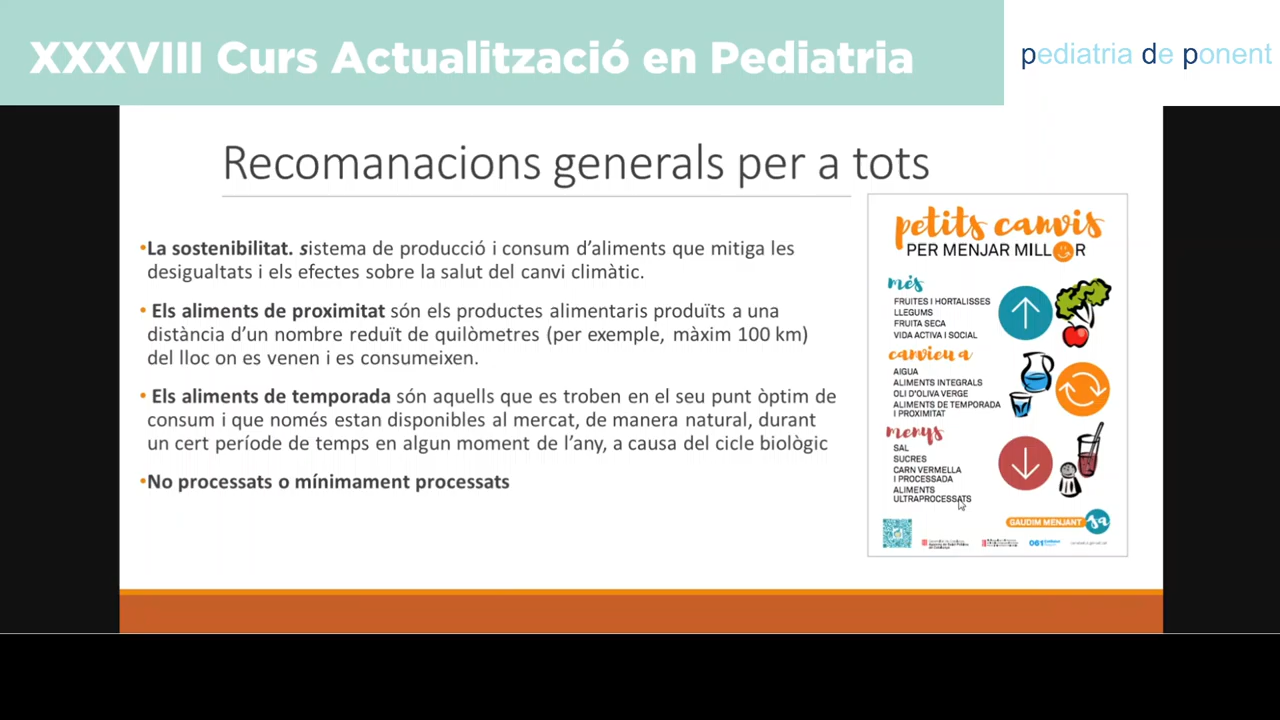 XXXVIII Curs Actualització en Pediatria
pediatria de ponent
Recomanacions generals per a tots
•La sostenibilitat. sistema de producció i consum d'aliments que mitiga les
desigualtats i els efectes sobre la salut del canvi climàtic.
• Els aliments de proximitat són els productes alimentaris produïts a una
distància d'un nombre reduït de quilòmetres (per exemple, màxim 100 km)
del lloc on es venen i es consumeixen.
• Els aliments de temporada són aquells que es troben en el seu punt òptim de
consum i que només estan disponibles al mercat, de manera natural, durant
un cert període de temps en algun moment de l'any, a causa del cicle biològic
•No processats o mínimament processats
petits canvis
PER MENJAR MILLOR
més
FRUITES I HORTALISSES
LLEGUMS
FRUITA SECA
VIDA ACTIVA I SOCIAL
canvieu a
AIGUA
ALIMENTS INTEGRALS
OLI D'OLIVA VERGE
ALIMENTS DE TEMPORADA
I PROXIMITAT
menys
SAL
SUCRES
CARN VERMELLA
I PROCESSADA
ALIMENTS
ULTRAPROCESSATS
GAUDIM MENJANT sa
061